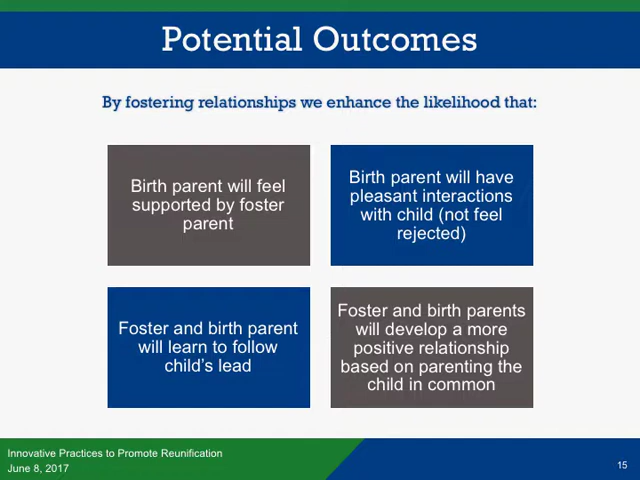 Potential Outcomes
By fostering relationships we enhance the likelihood that:
Birth parent will feel
supported by foster
parent
Birth parent will have
pleasant interactions
with child (not feel
rejected)
Foster and birth parent
will learn to follow
child's lead
Foster and birth parents
will develop a more
positive relationship
based on parenting the
child in common
Innovative Practices to Promote Reunification
June 8, 2017
15